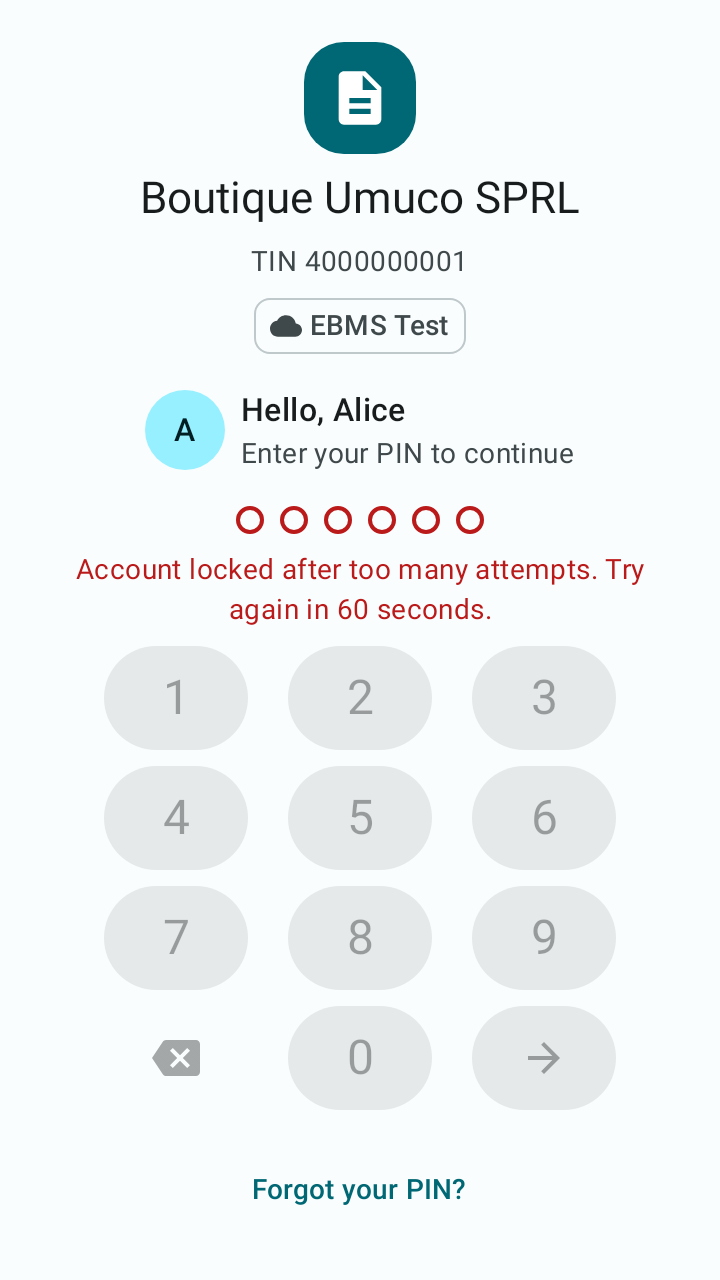 Boutique Umuco SPRL
TIN 4000000001
EBMS Test
A
Hello, Alice
Enter your PIN to continue
Account locked after too many attempts. Try
again in 60 seconds.
1 2 3
4 5 6
7 8 9
0
Forgot your PIN?